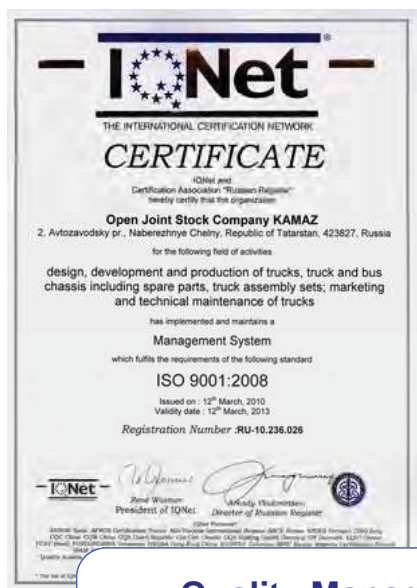 IQNet ®
THE INTERNATIONAL CERTIFICATION NETWORK
CERTIFICATE
IQNet and
Certification Association "Russian Register"
hereby certify that the organization
Open Joint Stock Company KAMAZ
2, Avtozavodsky pr., Naberezhnye Chelny, Republic of Tatarstan, 423827, Russia
for the following field of activities
design, development and production of trucks, truck and bus
chassis including spare parts, truck assembly sets; marketing
and technical maintenance of trucks
has implemented and maintains a
Management System
which fulfils the requirements of the following standard
ISO 9001:2008
Issued on : 12th March, 2010
Validity date : 12th March, 2013
Registration Number :RU-10.236.026
IQNet
President of IQNet
Director of Russian Register
Quality Mana